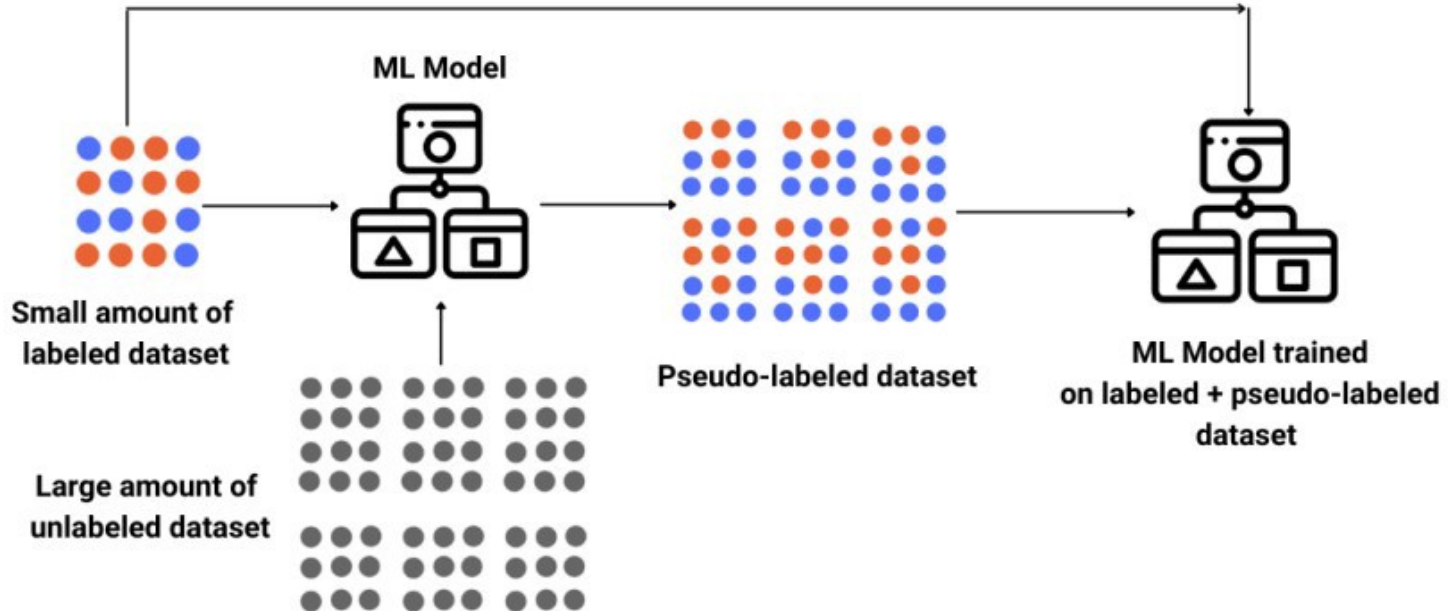 ML Model
Small amount of
labeled dataset
Pseudo-labeled dataset
ML Model trained
on labeled + pseudo-labeled
dataset
Large amount of
unlabeled dataset